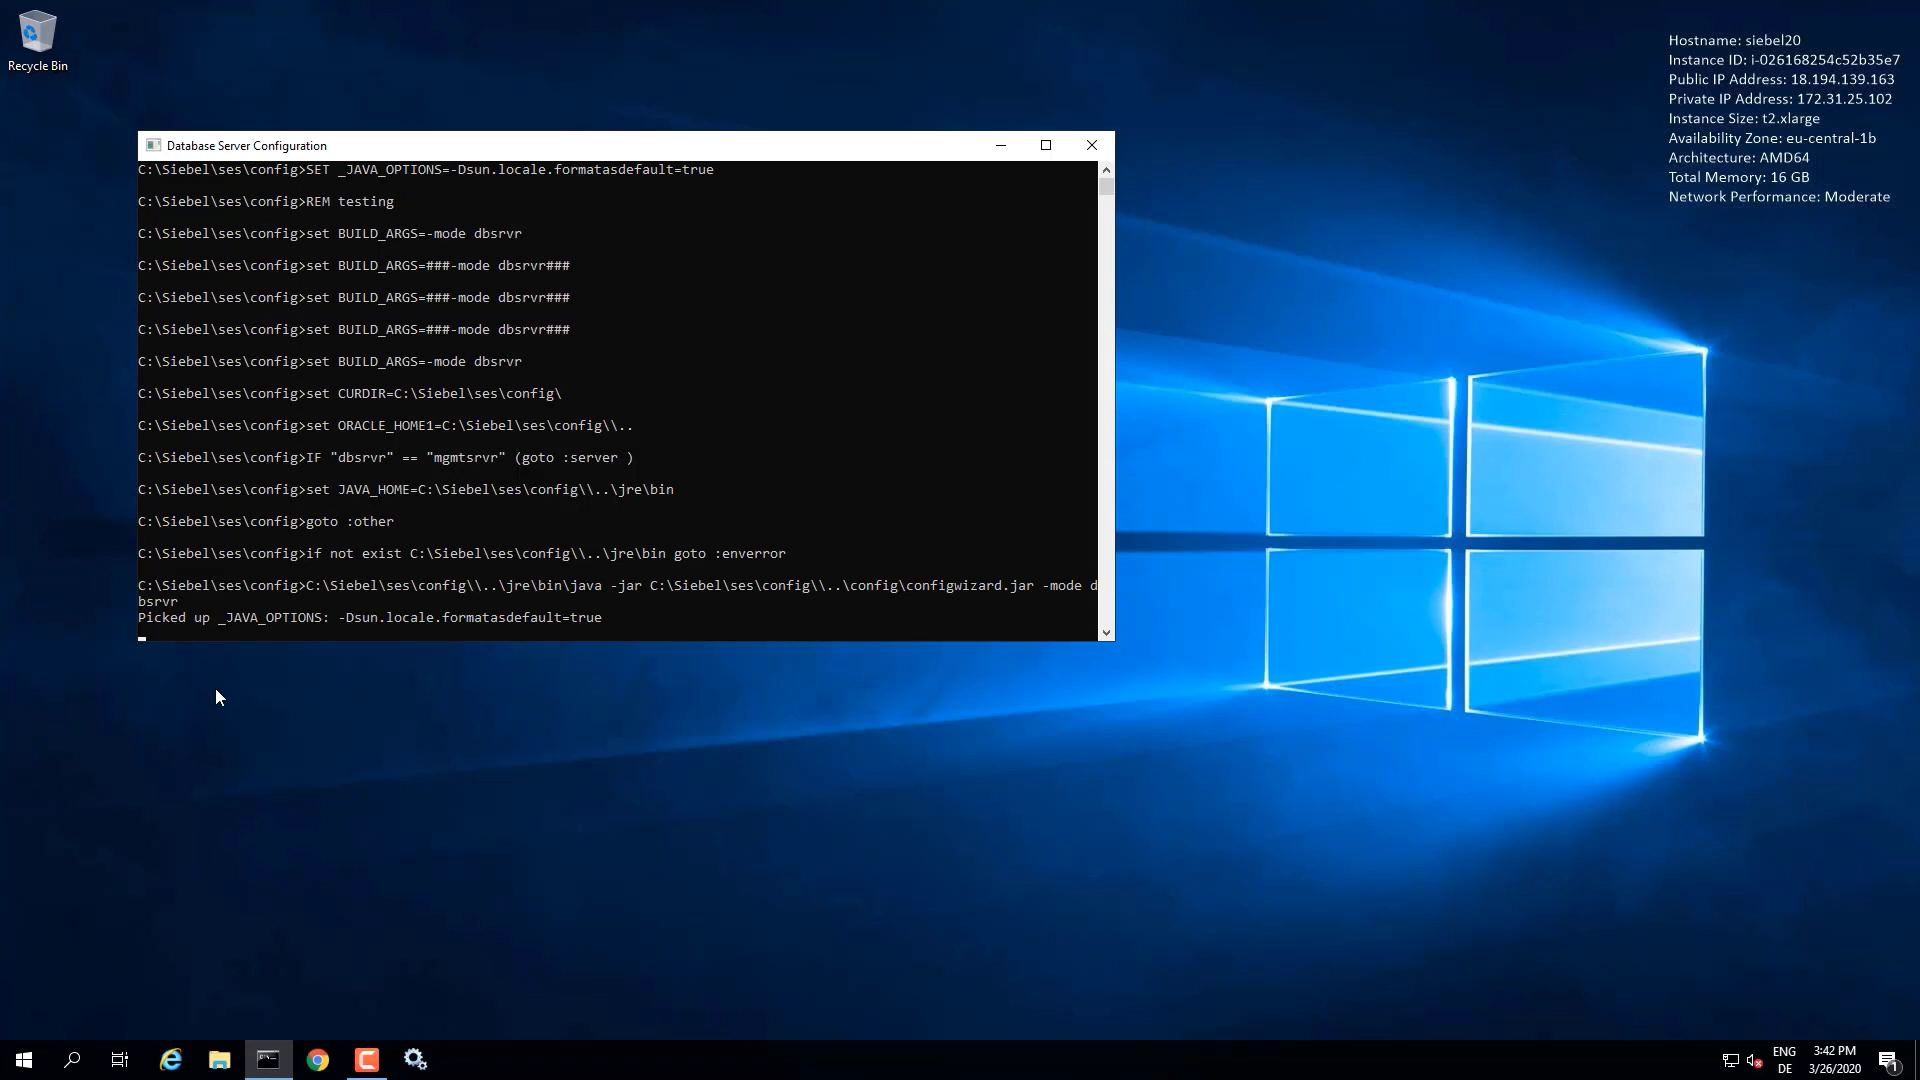 Recycle Bin
Hostname: siebel20
Instance ID: i-026168254c52b35e7
Public IP Address: 18.194.139.163
Private IP Address: 172.31.25.102
Instance Size: t2.xlarge
Availability Zone: eu-central-1b
Architecture: AMD64
Total Memory: 16 GB
Network Performance: Moderate
Database Server Configuration
C:\Siebel\ses\config>SET _JAVA_OPTIONS=-Dsun.locale.formatasdefault=true
C:\Siebel\ses\config>REM testing
C:\Siebel\ses\config>set BUILD_ARGS=-mode dbsrvr
C:\Siebel\ses\config>set BUILD_ARGS=###-mode dbsrvr###
C:\Siebel\ses\config>set BUILD_ARGS=###-mode dbsrvr###
C:\Siebel\ses\config>set BUILD_ARGS=###-mode dbsrvr###
C:\Siebel\ses\config>set BUILD_ARGS=-mode dbsrvr
C:\Siebel\ses\config>set CURDIR=C:\Siebel\ses\config\
C:\Siebel\ses\config>set ORACLE_HOME1=C:\Siebel\ses\config\\..
C:\Siebel\ses\config>IF "dbsrvr" == "mgmtsrvr" (goto :server )
C:\Siebel\ses\config>set JAVA_HOME=C:\Siebel\ses\config\\..\jre\bin
C:\Siebel\ses\config>goto :other
C:\Siebel\ses\config>if not exist C:\Siebel\ses\config\\..\jre\bin goto :enverror
C:\Siebel\ses\config>C:\Siebel\ses\config\\..\jre\bin\java -jar C:\Siebel\ses\config\\..\config\configwizard.jar -mode d
bsrvr
Picked up _JAVA_OPTIONS: -Dsun.locale.formatasdefault=true
ENG
DE
3:42 PM
3/26/2020
1